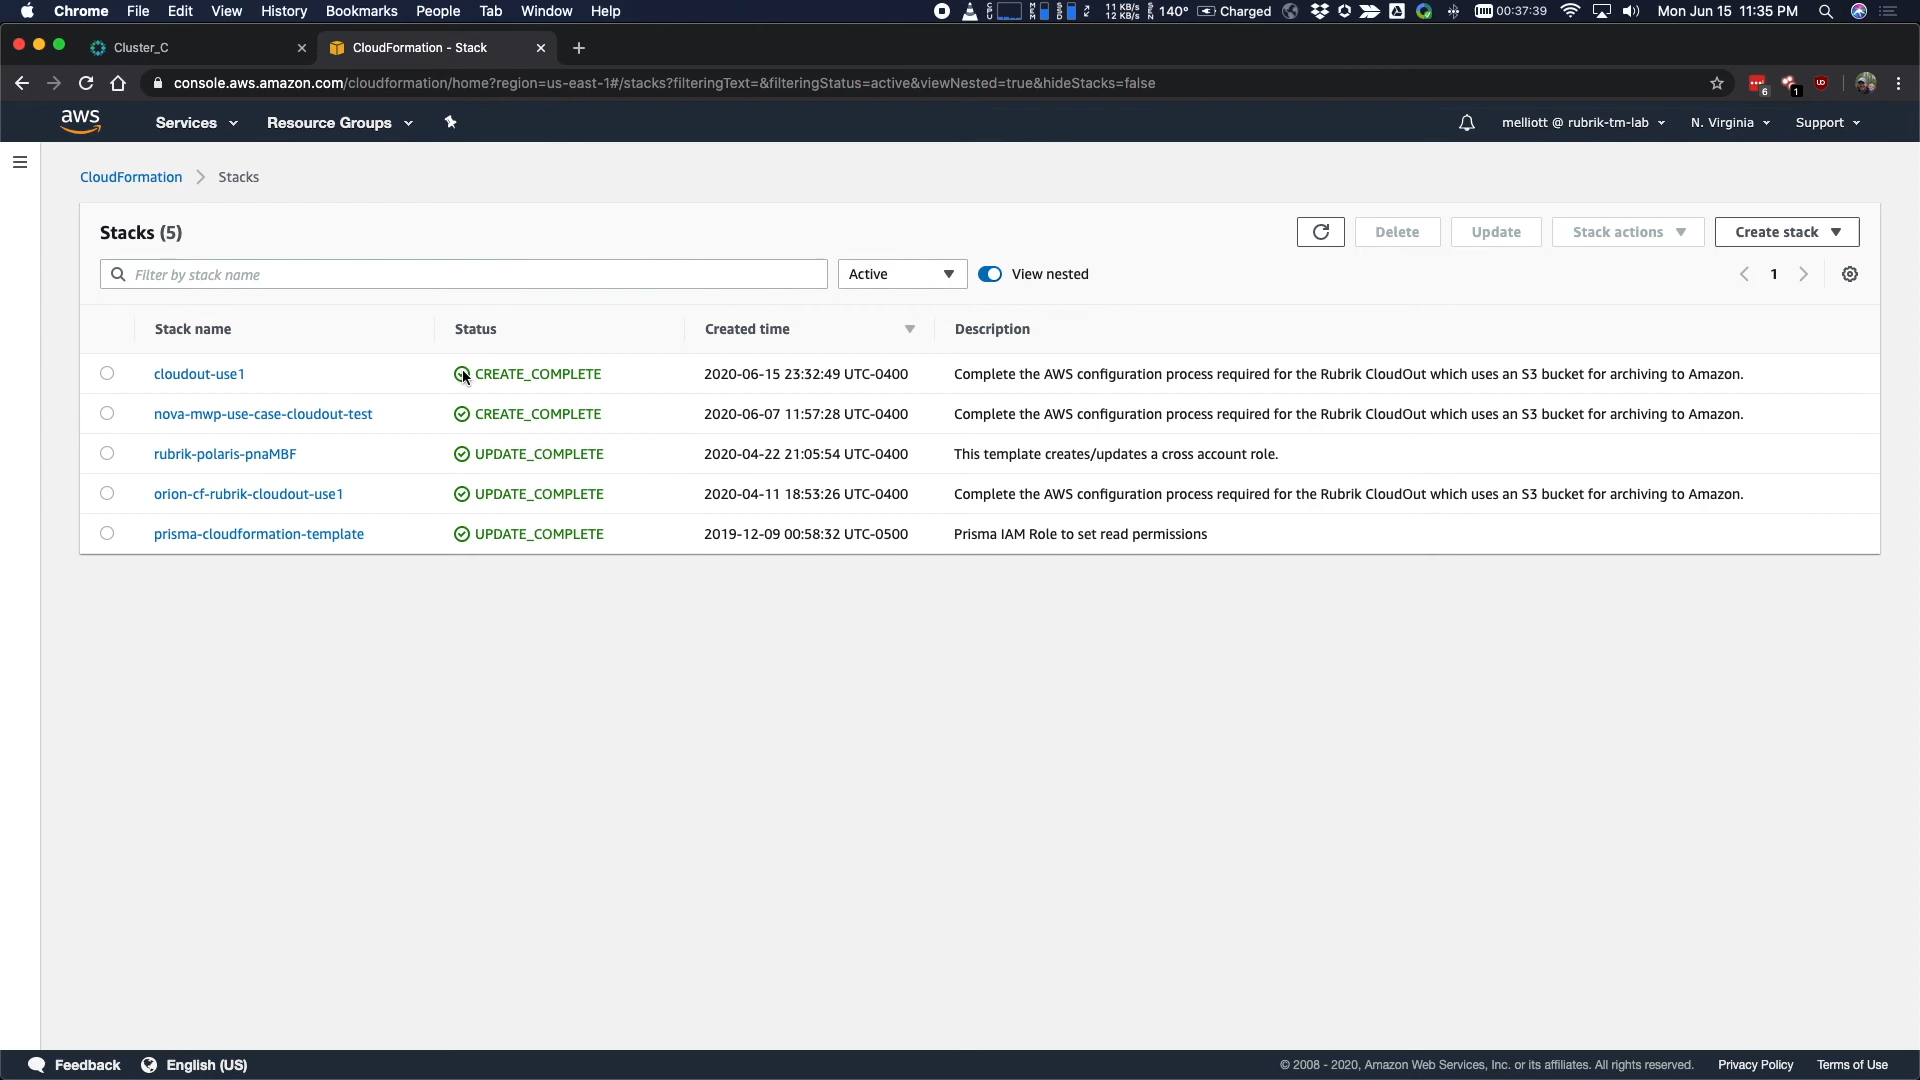 Chrome File Edit View History Bookmarks People Tab Window Help 11 KB/s 12 KB/s 140° Charged 00:37:39 Mon Jun 15 11:35 PM
Cluster_C CloudFormation - Stack
console.aws.amazon.com/cloudformation/home?region=us-east-1#/stacks?filteringText=&filteringStatus=active&viewNested=true&hideStacks=false 6 1
aws Services Resource Groups melliott @ rubrik-tm-lab N. Virginia Support
CloudFormation Stacks
Stacks (5) Delete Update Stack actions Create stack
Filter by stack name Active View nested 1
Stack name Status Created time Description
cloudout-use1 CREATE_COMPLETE 2020-06-15 23:32:49 UTC-0400 Complete the AWS configuration process required for the Rubrik CloudOut which uses an S3 bucket for archiving to Amazon.
nova-mwp-use-case-cloudout-test CREATE_COMPLETE 2020-06-07 11:57:28 UTC-0400 Complete the AWS configuration process required for the Rubrik CloudOut which uses an S3 bucket for archiving to Amazon.
rubrik-polaris-pnaMBF UPDATE_COMPLETE 2020-04-22 21:05:54 UTC-0400 This template creates/updates a cross account role.
orion-cf-rubrik-cloudout-use1 UPDATE_COMPLETE 2020-04-11 18:53:26 UTC-0400 Complete the AWS configuration process required for the Rubrik CloudOut which uses an S3 bucket for archiving to Amazon.
prisma-cloudformation-template UPDATE_COMPLETE 2019-12-09 00:58:32 UTC-0500 Prisma IAM Role to set read permissions
Feedback English (US) © 2008 - 2020, Amazon Web Services, Inc. or its affiliates. All rights reserved. Privacy Policy Terms of Use